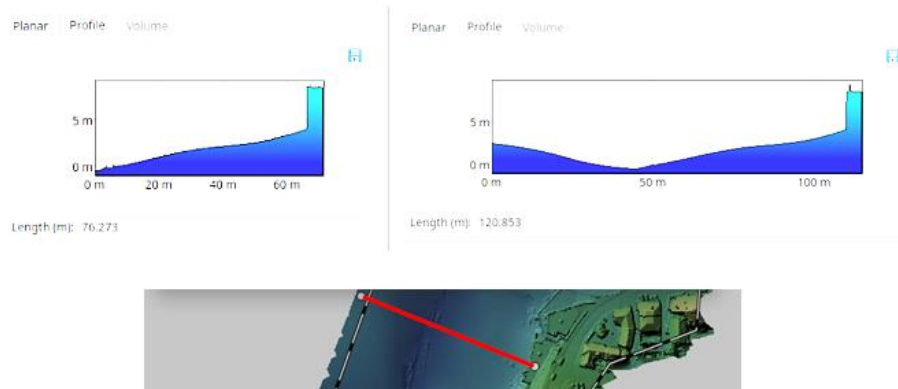 Planar Profile Volume
5 m
0 m
0 m 20 m 40 m 60 m
Length (m): 76.273
Planar Profile Volume
5 m
0 m
0 m 50 m 100 m
Length (m): 120.853